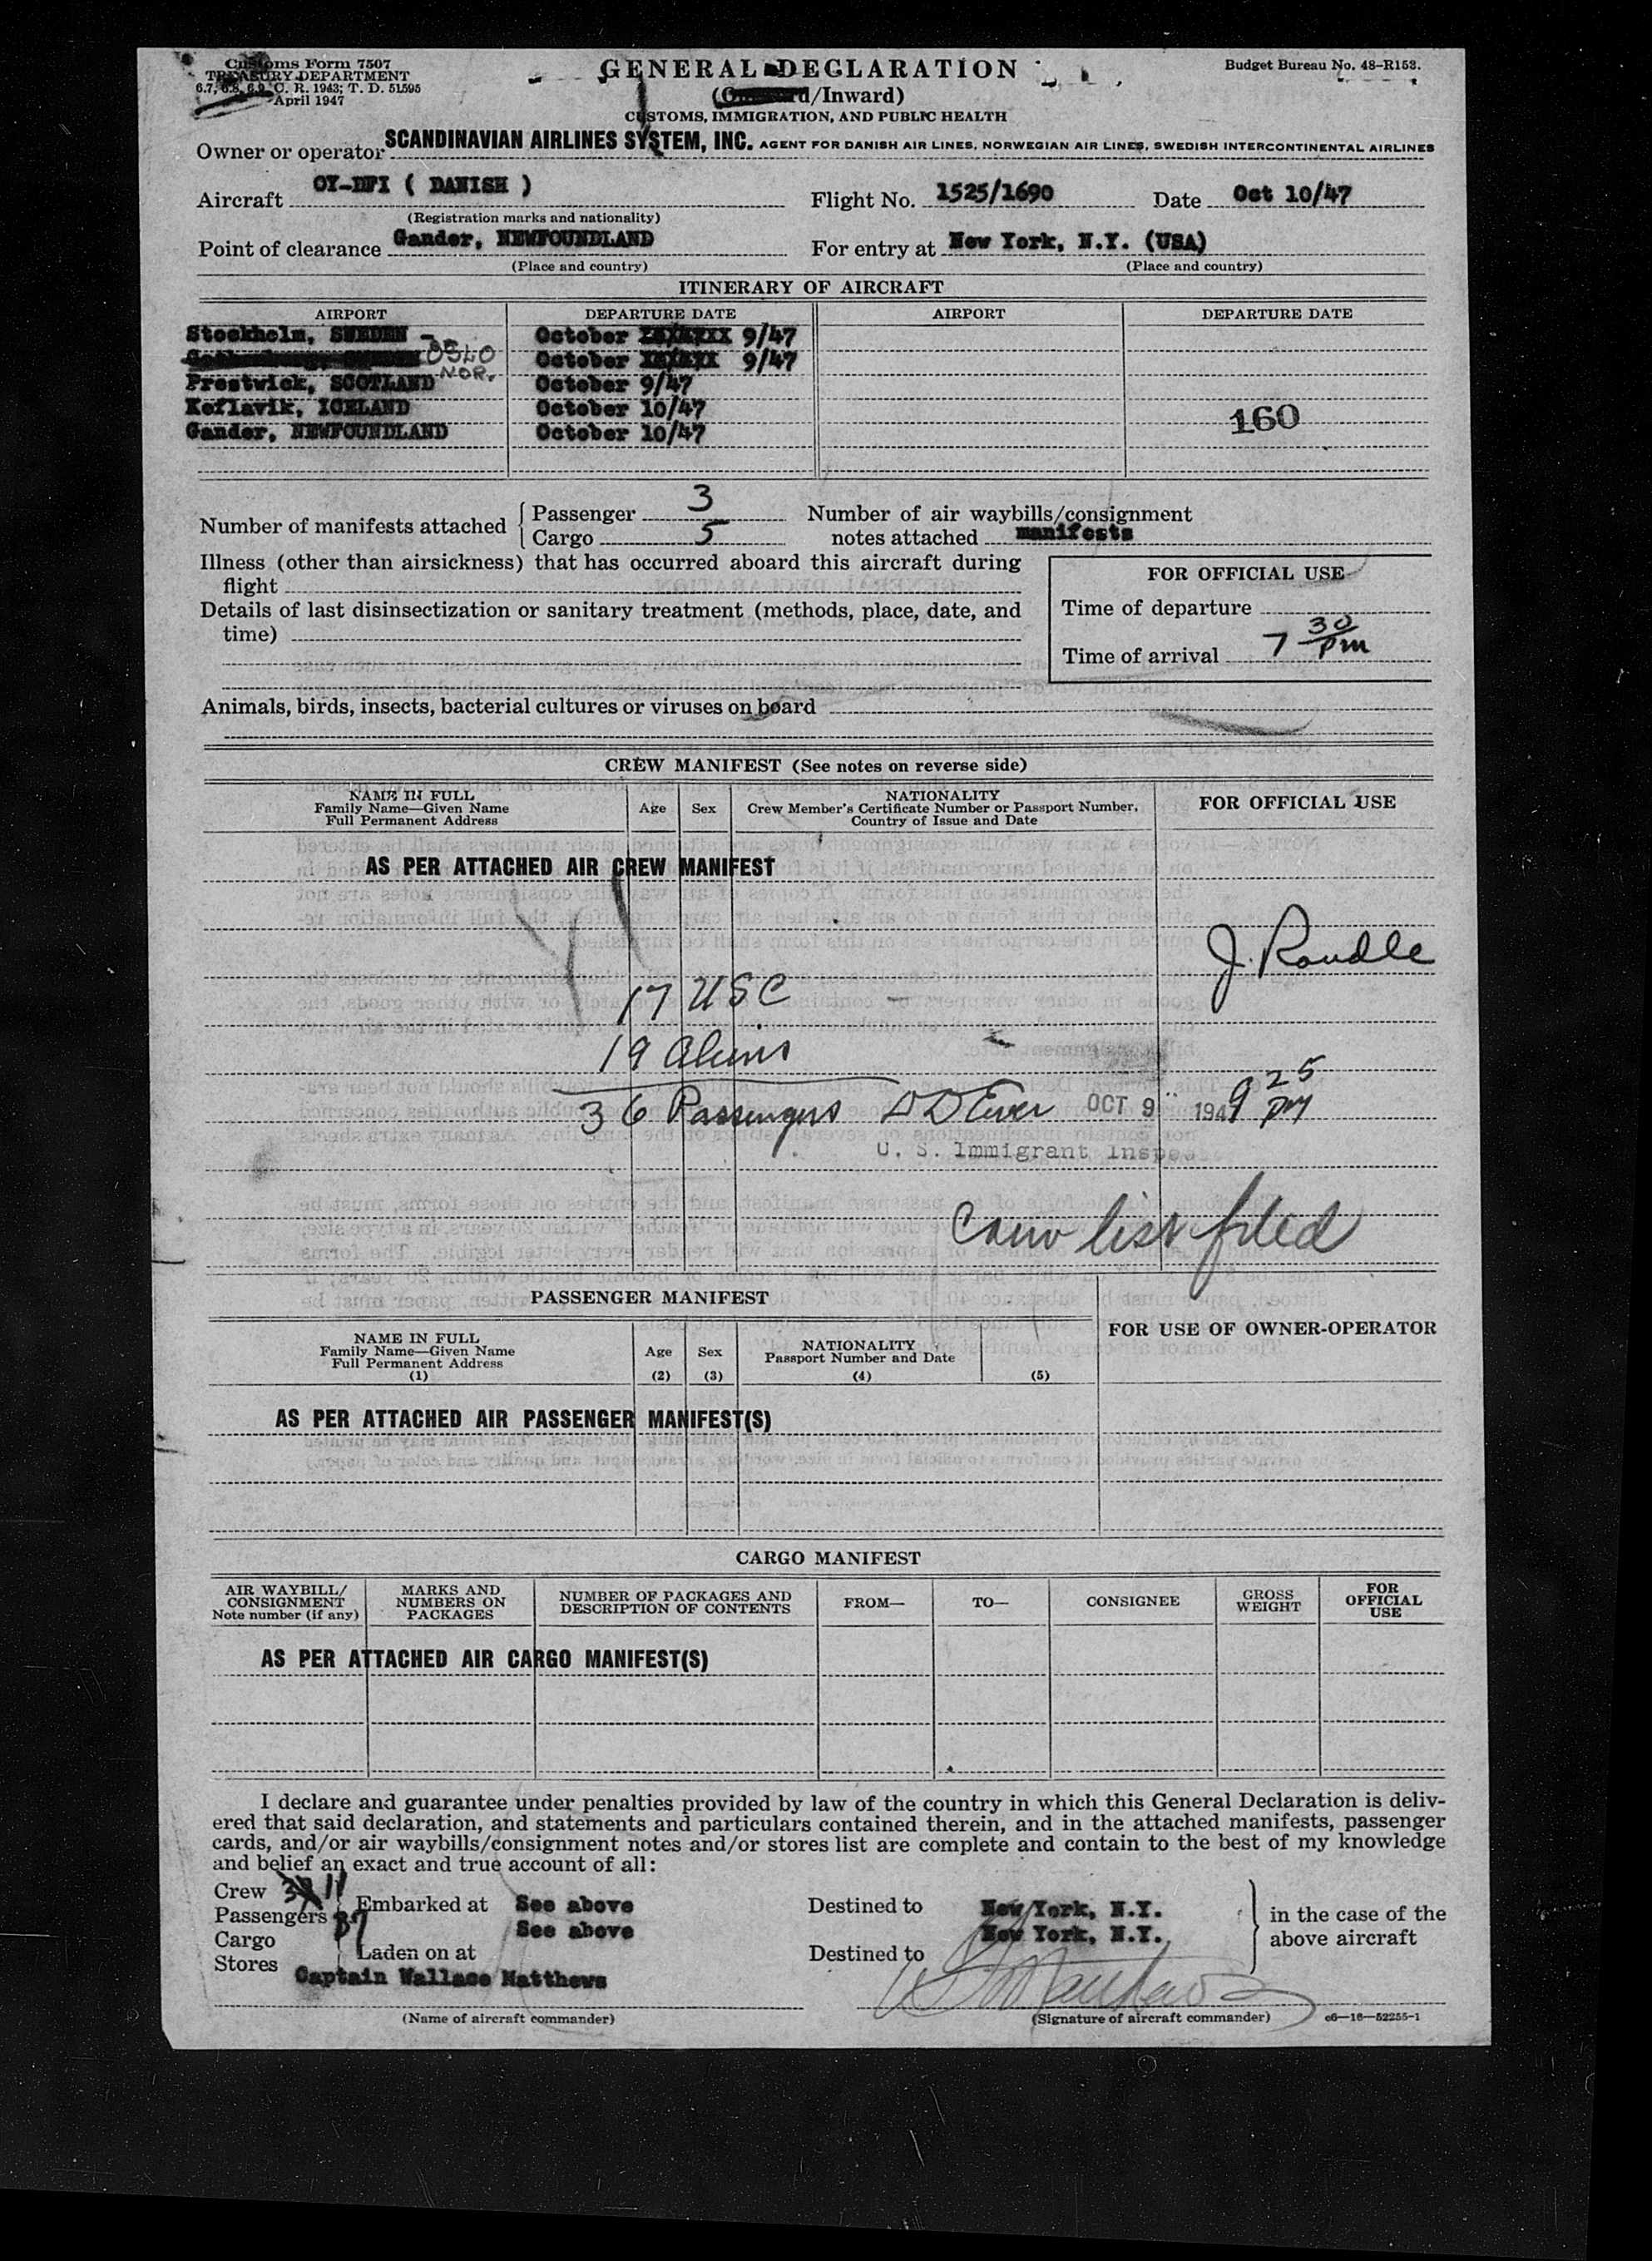 Customs Form 7507
TREASURY DEPARTMENT
6.7, 6.8, 6.9, C. R. 1943; T. D. 51595
April 1947
GENERAL DECLARATION
(Outward/Inward)
CUSTOMS, IMMIGRATION, AND PUBLIC HEALTH
Budget Bureau No. 48-R153.
Owner or operator SCANDINAVIAN AIRLINES SYSTEM, INC. AGENT FOR DANISH AIR LINES, NORWEGIAN AIR LINES, SWEDISH INTERCONTINENTAL AIRLINES
Aircraft OY-DFI ( DANISH ) Flight No. 1525/1690 Date Oct 10/47
(Registration marks and nationality)
Point of clearance Gander, NEWFOUNDLAND For entry at New York, N.Y. (USA)
(Place and country) (Place and country)
ITINERARY OF AIRCRAFT
AIRPORT DEPARTURE DATE AIRPORT DEPARTURE DATE
Stockholm, SWEDEN October 9/47
OSLO NOR. October 9/47
Prestwick, SCOTLAND October 9/47
Keflavik, ICELAND October 10/47
Gander, NEWFOUNDLAND October 10/47
160
Number of manifests attached Passenger 3 Number of air waybills/consignment
Cargo 5 notes attached manifests
Illness (other than airsickness) that has occurred aboard this aircraft during
flight
Details of last disinsectization or sanitary treatment (methods, place, date, and
time)
FOR OFFICIAL USE
Time of departure
Time of arrival 7 30 pm
Animals, birds, insects, bacterial cultures or viruses on board
CREW MANIFEST (See notes on reverse side)
NAME IN FULL
Family Name—Given Name
Full Permanent Address
Age Sex
NATIONALITY
Crew Member's Certificate Number or Passport Number,
Country of Issue and Date
FOR OFFICIAL USE
AS PER ATTACHED AIR CREW MANIFEST
J. Roudle
17 USC
19 Aliens
36 Passengers OCT 9 194 9 25 pm
U. S. Immigrant Inspec
Crew list filed
PASSENGER MANIFEST
NAME IN FULL
Family Name—Given Name
Full Permanent Address
(1)
Age
(2)
Sex
(3)
NATIONALITY
Passport Number and Date
(4)
(5)
FOR USE OF OWNER-OPERATOR
AS PER ATTACHED AIR PASSENGER MANIFEST(S)
CARGO MANIFEST
AIR WAYBILL/
CONSIGNMENT
Note number (if any)
MARKS AND
NUMBERS ON
PACKAGES
NUMBER OF PACKAGES AND
DESCRIPTION OF CONTENTS
FROM—
TO—
CONSIGNEE
GROSS
WEIGHT
FOR
OFFICIAL
USE
AS PER ATTACHED AIR CARGO MANIFEST(S)
I declare and guarantee under penalties provided by law of the country in which this General Declaration is deliv-
ered that said declaration, and statements and particulars contained therein, and in the attached manifests, passenger
cards, and/or air waybills/consignment notes and/or stores list are complete and contain to the best of my knowledge
and belief an exact and true account of all:
Crew 11
Passengers 37
Cargo
Stores
Embarked at See above
See above
Laden on at
Destined to New York, N.Y.
New York, N.Y.
Destined to
in the case of the
above aircraft
Captain Wallace Matthews
(Name of aircraft commander) (Signature of aircraft commander) c6—16—52255-1